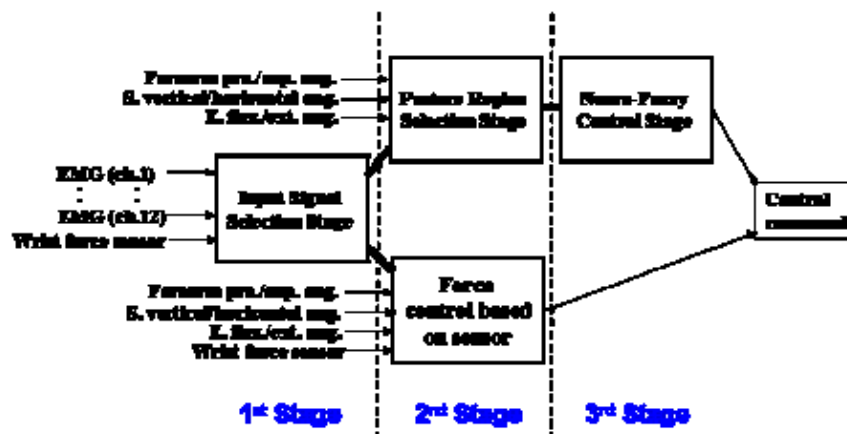 Forearm pro./sup. ang.
S. vertical/horizontal ang.
E. flex./ext. ang.
Posture Region
Selection Stage
Neuro-Fuzzy
Control Stage
EMG (ch.1)
EMG (ch.12)
Wrist force sensor
Input Signal
Selection Stage
Control
command
Forearm pro./sup. ang.
S. vertical/horizontal ang.
E. flex./ext. ang.
Wrist force sensor
Force
control based
on sensor
1st Stage
2nd Stage
3rd Stage